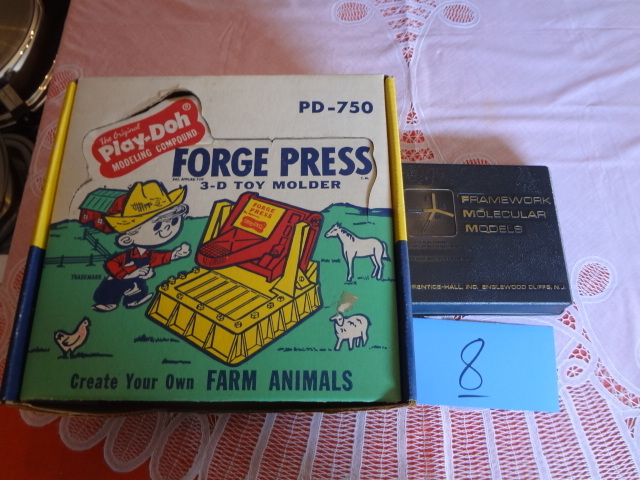 PD-750
The Original
Play-Doh®
MODELING COMPOUND
FORGE PRESS
3-D TOY MOLDER
T.M.
FORGE
PRESS
TRADEMARK
Create Your Own FARM ANIMALS
FRAMEWORK
MOLECULAR
MODELS
PRENTICE-HALL, INC. ENGLEWOOD CLIFFS, N.J.
8